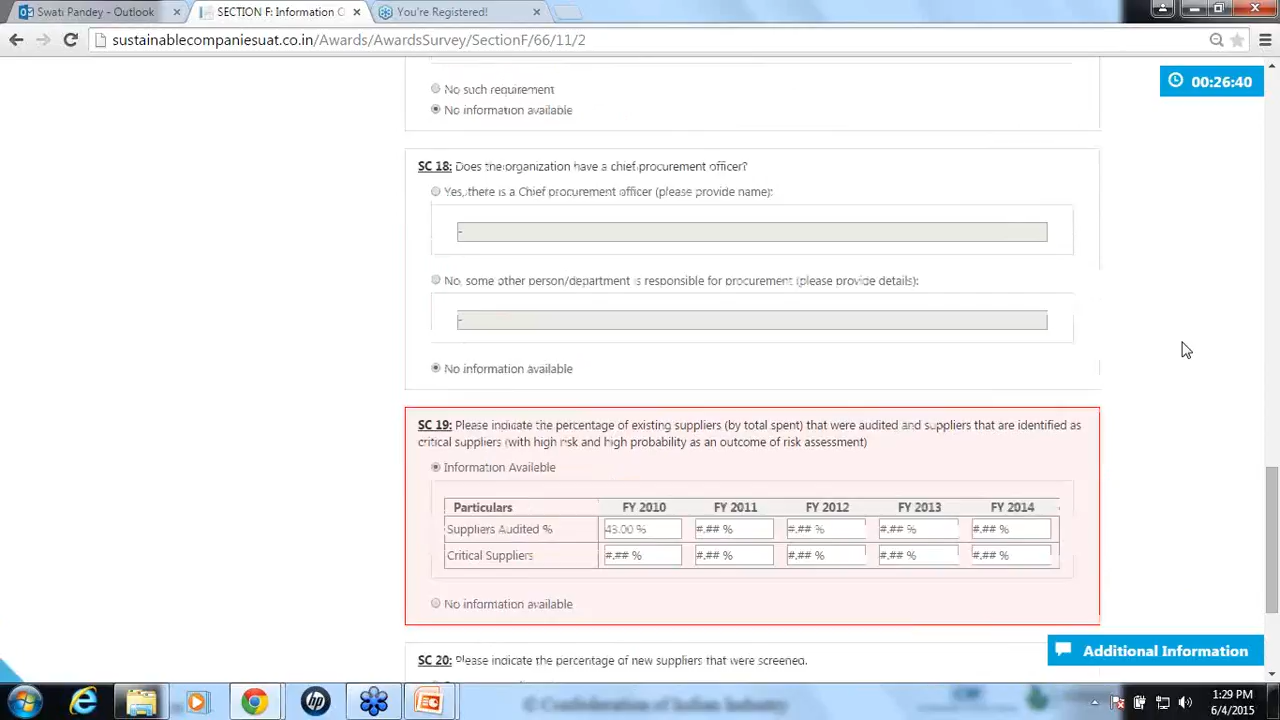 Swati Pandey - Outlook
SECTION F: Information C
You're Registered!
sustainablecompaniesuat.co.in/Awards/AwardsSurvey/SectionF/66/11/2
00:26:40
No such requirement
No information available
SC 18: Does the organization have a chief procurement officer?
Yes, there is a Chief procurement officer (please provide name):
-
No, some other person/department is responsible for procurement (please provide details):
-
No information available
SC 19: Please indicate the percentage of existing suppliers (by total spent) that were audited and suppliers that are identified as
critical suppliers (with high risk and high probability as an outcome of risk assessment)
Information Available
Particulars FY 2010 FY 2011 FY 2012 FY 2013 FY 2014
Suppliers Audited % 43.00 % #.## % #.## % #.## % #.## %
Critical Suppliers #.## % #.## % #.## % #.## % #.## %
No information available
SC 20: Please indicate the percentage of new suppliers that were screened.
Additional Information
1:29 PM
6/4/2015